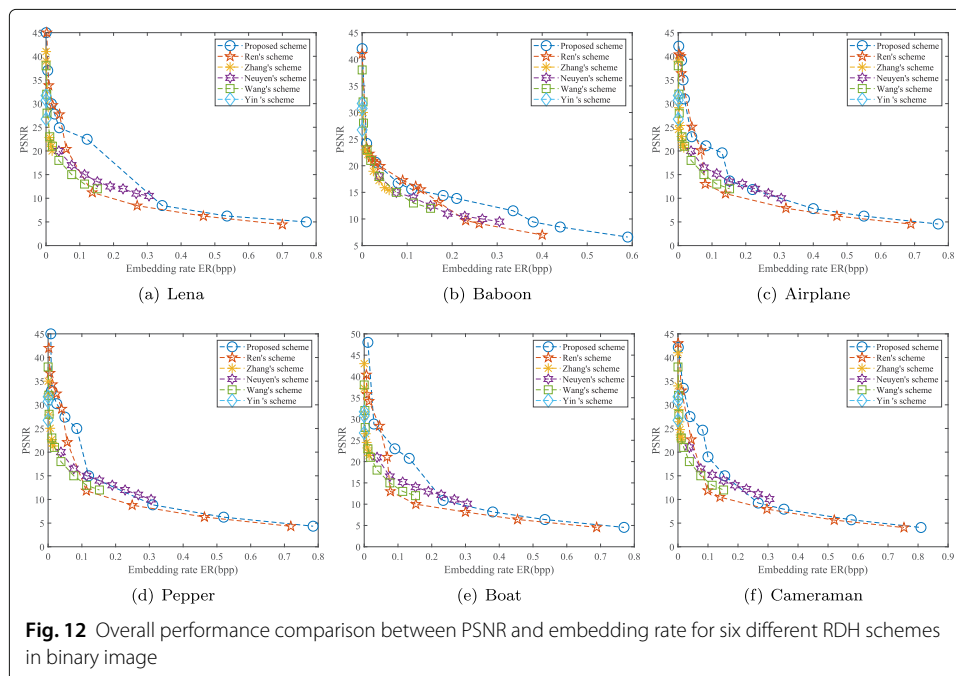 45
40
35
30
25
20
15
10
5
0
PSNR
0 0.1 0.2 0.3 0.4 0.5 0.6 0.7 0.8
Embedding rate ER(bpp)
Proposed scheme
Ren's scheme
Zhang's scheme
Neuyen's scheme
Wang's scheme
Yin 's scheme
(a) Lena
45
40
35
30
25
20
15
10
5
PSNR
0 0.1 0.2 0.3 0.4 0.5 0.6
Embedding rate ER(bpp)
Proposed scheme
Ren's scheme
Zhang's scheme
Neuyen's scheme
Wang's scheme
Yin 's scheme
(b) Baboon
45
40
35
30
25
20
15
10
5
0
PSNR
0 0.1 0.2 0.3 0.4 0.5 0.6 0.7 0.8
Embedding rate ER(bpp)
Proposed scheme
Ren's scheme
Zhang's scheme
Neuyen's scheme
Wang's scheme
Yin 's scheme
(c) Airplane
45
40
35
30
25
20
15
10
5
0
PSNR
0 0.1 0.2 0.3 0.4 0.5 0.6 0.7 0.8
Embedding rate ER(bpp)
Proposed scheme
Ren's scheme
Zhang's scheme
Neuyen's scheme
Wang's scheme
Yin 's scheme
(d) Pepper
50
45
40
35
30
25
20
15
10
5
0
PSNR
0 0.1 0.2 0.3 0.4 0.5 0.6 0.7 0.8
Embedding rate ER(bpp)
Proposed scheme
Ren's scheme
Zhang's scheme
Neuyen's scheme
Wang's scheme
Yin 's scheme
(e) Boat
45
40
35
30
25
20
15
10
5
0
PSNR
0 0.1 0.2 0.3 0.4 0.5 0.6 0.7 0.8 0.9
Embedding rate ER(bpp)
Proposed scheme
Ren's scheme
Zhang's scheme
Neuyen's scheme
Wang's scheme
Yin 's scheme
(f) Cameraman
Fig. 12 Overall performance comparison between PSNR and embedding rate for six different RDH schemes
in binary image